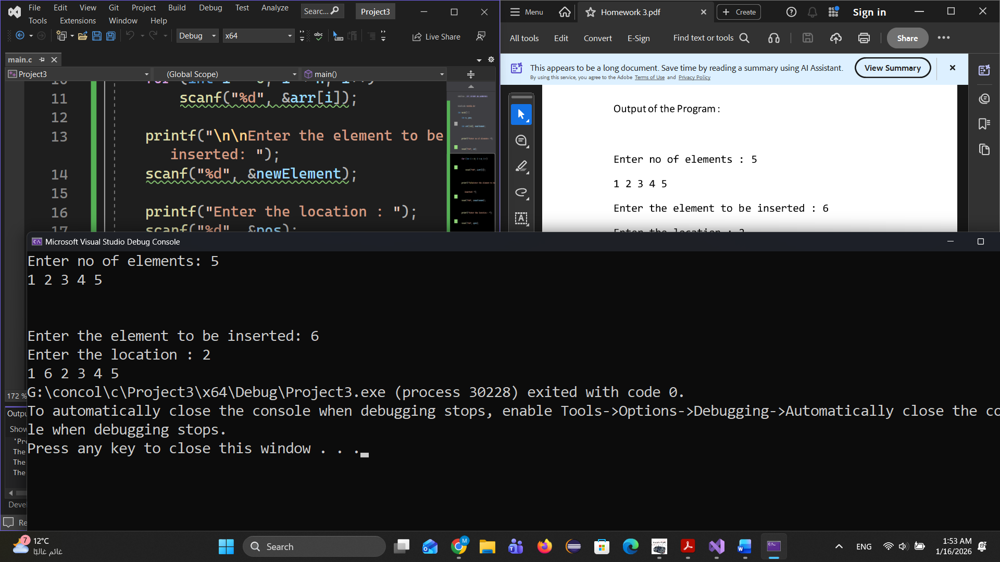 File Edit View Git Project Build Debug Test Analyze Searc... Project3
Tools Extensions Window Help
Debug x64 Live Share
main.c
Project3 (Global Scope) main()
11 scanf("%d", &arr[i]);
12
13 printf("\n\nEnter the element to be
inserted: ");
14 scanf("%d", &newElement);
15
16 printf("Enter the location : ");
17 scanf("%d", &pos);
172 %
Outpu
Show
'Pro
The
The
The
Deve
Re
Menu Homework 3.pdf Create Sign in
All tools Edit Convert E-Sign Find text or tools Share
This appears to be a long document. Save time by reading a summary using AI Assistant. View Summary
By using this service, you agree to the Adobe Terms of Use and Privacy Policy
Output of the Program :
Enter no of elements : 5
1 2 3 4 5
Enter the element to be inserted : 6
Enter the location : 2
Microsoft Visual Studio Debug Console
Enter no of elements: 5
1 2 3 4 5
Enter the element to be inserted: 6
Enter the location : 2
1 6 2 3 4 5
G:\concol\c\Project3\x64\Debug\Project3.exe (process 30228) exited with code 0.
To automatically close the console when debugging stops, enable Tools->Options->Debugging->Automatically close the co
le when debugging stops.
Press any key to close this window . . .
7 12°C
غائم غالبًا
Search
M
ENG
1:53 AM
1/16/2026